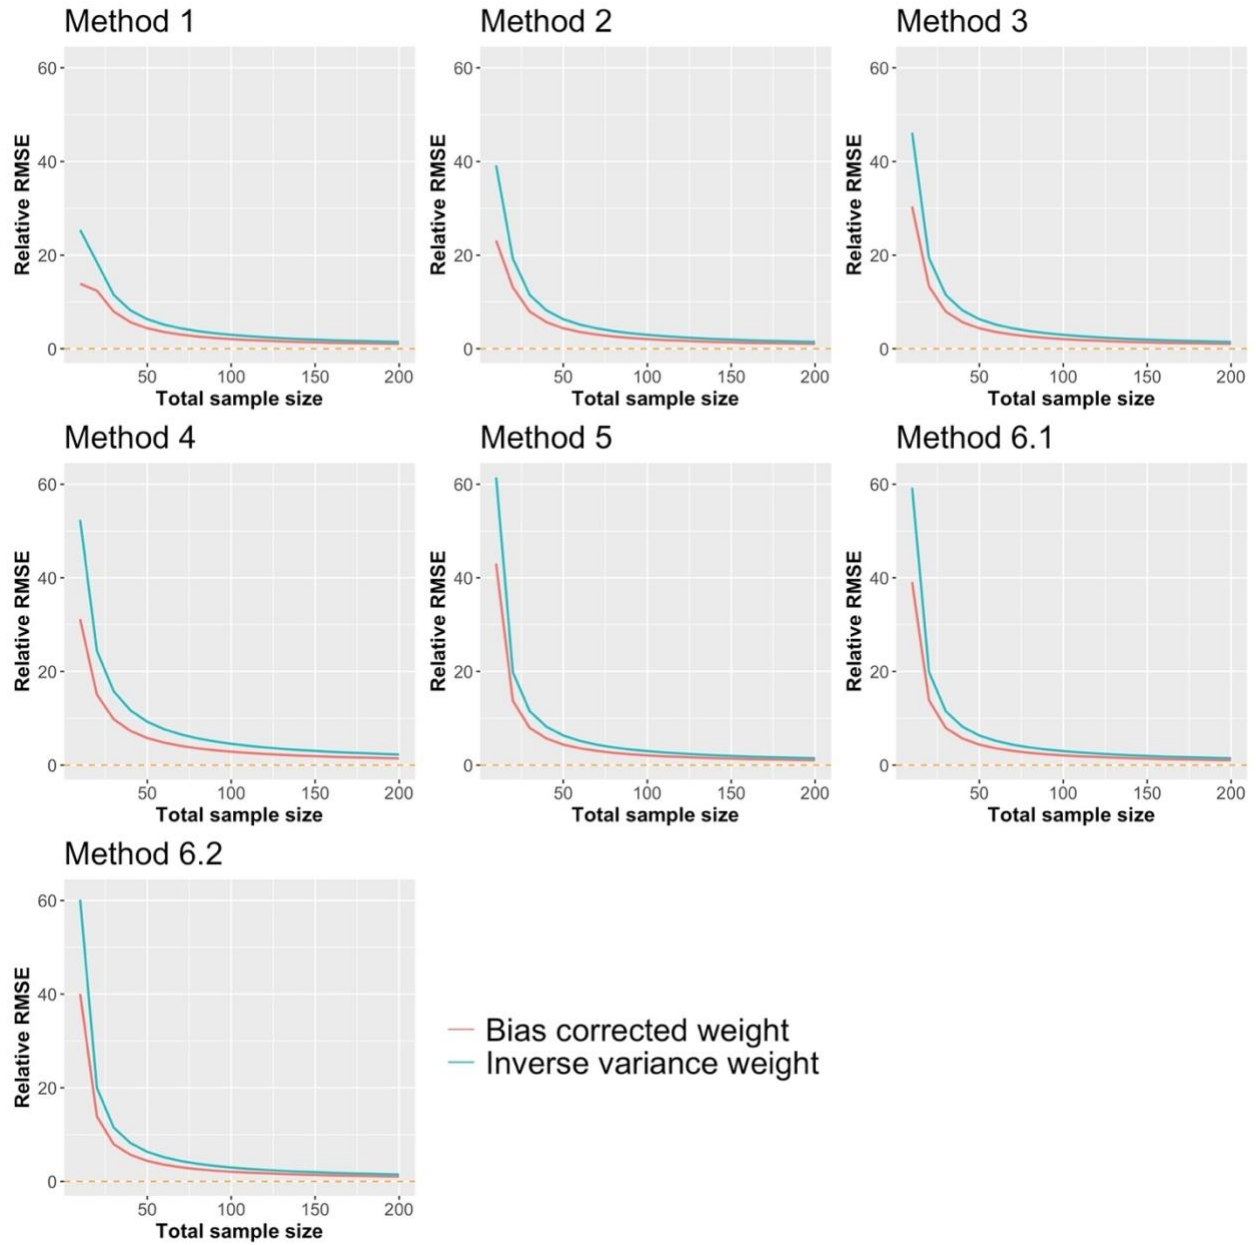 Method 1
Method 2
Method 3
60
40
20
0
Relative RMSE
50
100
150
200
Total sample size
60
40
20
0
Relative RMSE
50
100
150
200
Total sample size
60
40
20
0
Relative RMSE
50
100
150
200
Total sample size
Method 4
Method 5
Method 6.1
60
40
20
0
Relative RMSE
50
100
150
200
Total sample size
60
40
20
0
Relative RMSE
50
100
150
200
Total sample size
60
40
20
0
Relative RMSE
50
100
150
200
Total sample size
Method 6.2
60
40
20
0
Relative RMSE
50
100
150
200
Total sample size
Bias corrected weight
Inverse variance weight